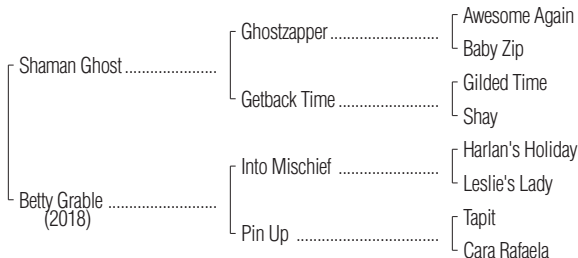 Awesome Again
Ghostzapper ........................
Baby Zip
Shaman Ghost ....................
Gilded Time
Getback Time ......................
Shay
Harlan's Holiday
Into Mischief ......................
Leslie's Lady
Betty Grable ........................
(2018)
Tapit
Pin Up ................................
Cara Rafaela